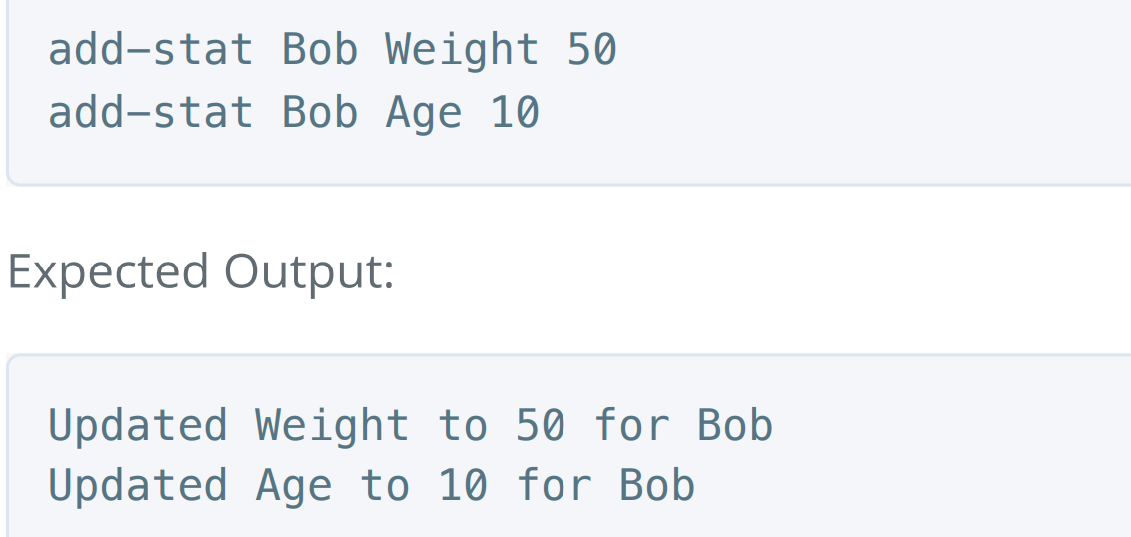 add-stat Bob Weight 50
add-stat Bob Age 10
Expected Output:
Updated Weight to 50 for Bob
Updated Age to 10 for Bob